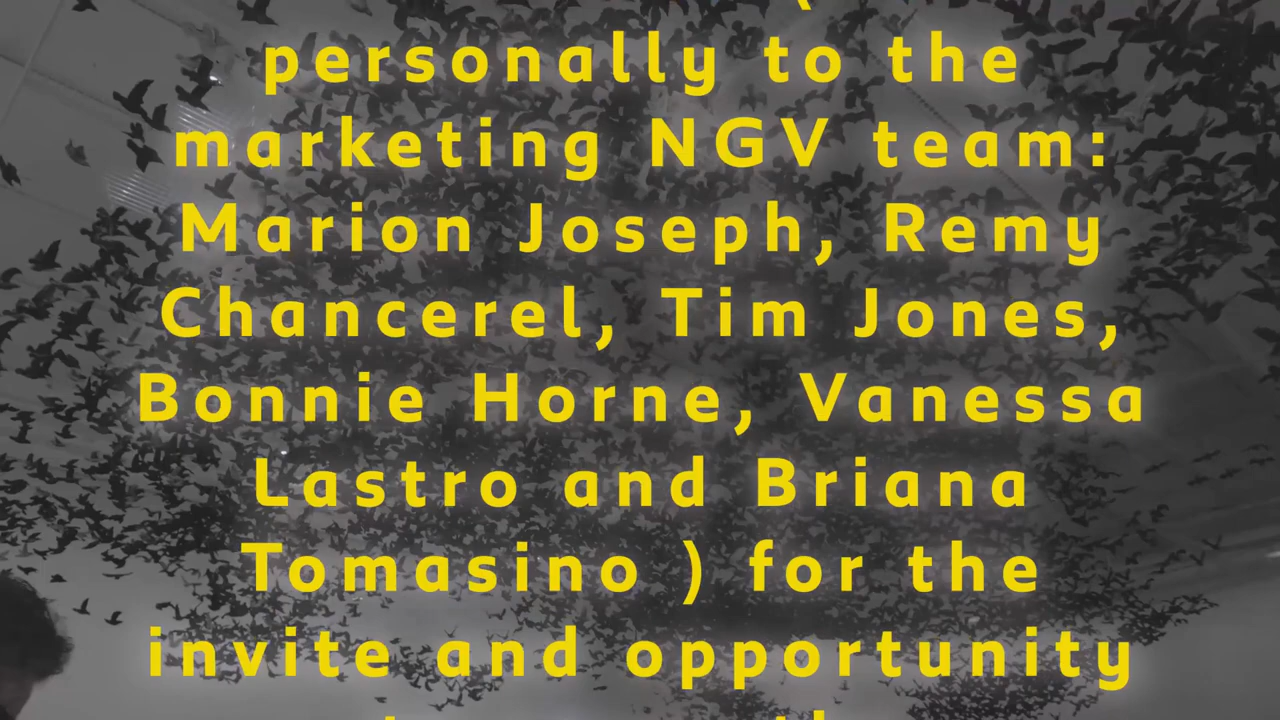 personally to the
marketing NGV team:
Marion Joseph, Remy
Chancerel, Tim Jones,
Bonnie Horne, Vanessa
Lastro and Briana
Tomasino ) for the
invite and opportunity